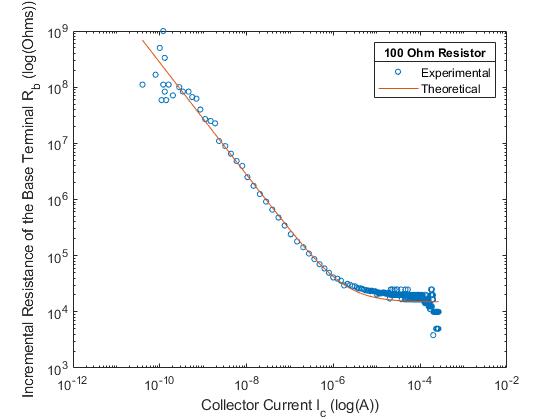 10^9
10^8
10^7
10^6
10^5
10^4
10^3
10^-12
10^-10
10^-8
10^-6
10^-4
10^-2
Incremental Resistance of the Base Terminal R_b (log(Ohms))
Collector Current I_c (log(A))
100 Ohm Resistor
Experimental
Theoretical